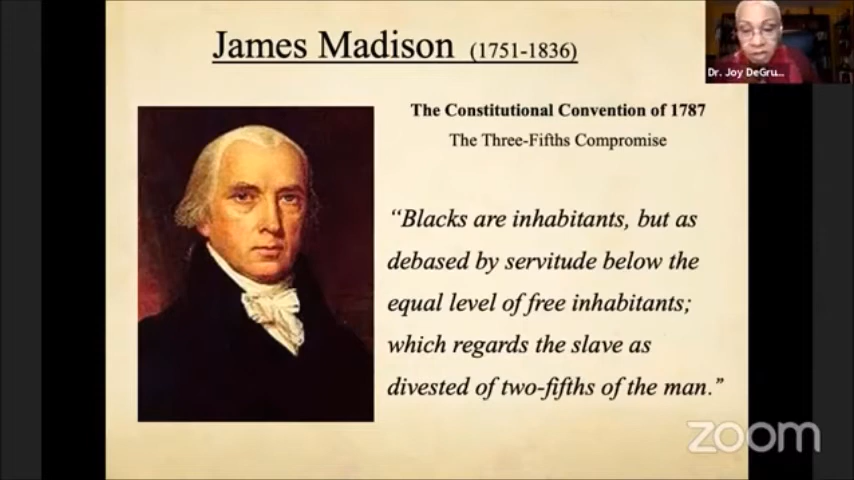 James Madison (1751-1836)
Dr. Joy DeGru...
The Constitutional Convention of 1787
The Three-Fifths Compromise
“Blacks are inhabitants, but as
debased by servitude below the
equal level of free inhabitants;
which regards the slave as
divested of two-fifths of the man.”
zoom